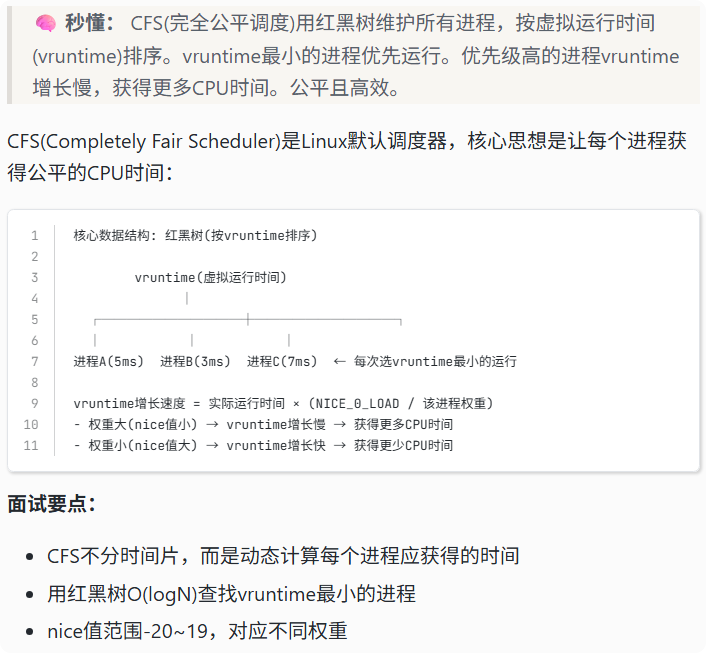 🧠 秒懂： CFS(完全公平调度)用红黑树维护所有进程，按虚拟运行时间
(vruntime)排序。vruntime最小的进程优先运行。优先级高的进程vruntime
增长慢，获得更多CPU时间。公平且高效。
CFS(Completely Fair Scheduler)是Linux默认调度器，核心思想是让每个进程获
得公平的CPU时间：
1 核心数据结构: 红黑树(按vruntime排序)
2
3 vruntime(虚拟运行时间)
4
5
6
7 进程A(5ms) 进程B(3ms) 进程C(7ms) ← 每次选vruntime最小的运行
8
9 vruntime增长速度 = 实际运行时间 × (NICE_0_LOAD / 该进程权重)
10 - 权重大(nice值小) → vruntime增长慢 → 获得更多CPU时间
11 - 权重小(nice值大) → vruntime增长快 → 获得更少CPU时间
面试要点：
• CFS不分时间片，而是动态计算每个进程应获得的时间
• 用红黑树O(logN)查找vruntime最小的进程
• nice值范围-20~19，对应不同权重